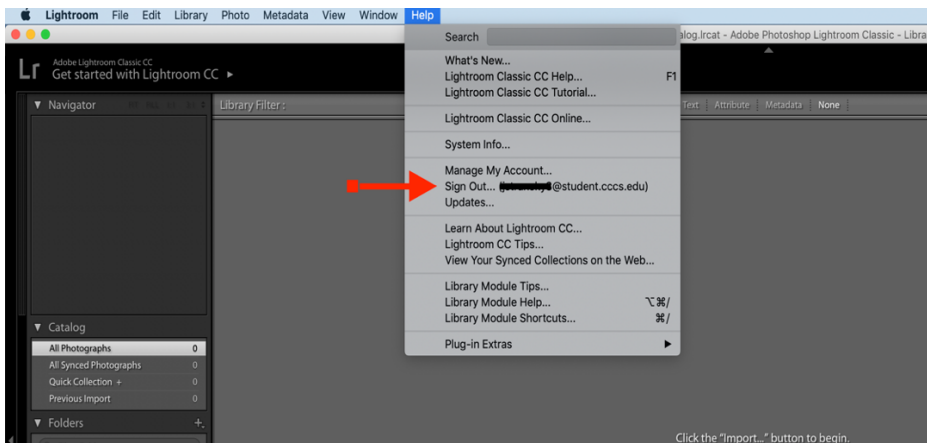 Lightroom File Edit Library Photo Metadata View Window Help
alog.lrcat - Adobe Photoshop Lightroom Classic - Libra
Lr
Adobe Lightroom Classic CC
Get started with Lightroom CC ▸
Navigator
Library Filter :
Text Attribute Metadata None
Search
What's New...
Lightroom Classic CC Help... F1
Lightroom Classic CC Tutorial...
Lightroom Classic CC Online...
System Info...
Manage My Account...
Sign Out... @student.cccs.edu)
Updates...
Learn About Lightroom CC...
Lightroom CC Tips...
View Your Synced Collections on the Web...
Library Module Tips...
Library Module Help... ⌥⌘/
Library Module Shortcuts... ⌘/
Plug-in Extras ▶
Catalog
All Photographs 0
All Synced Photographs 0
Quick Collection + 0
Previous Import 0
Folders +
Click the "Import..." button to begin.